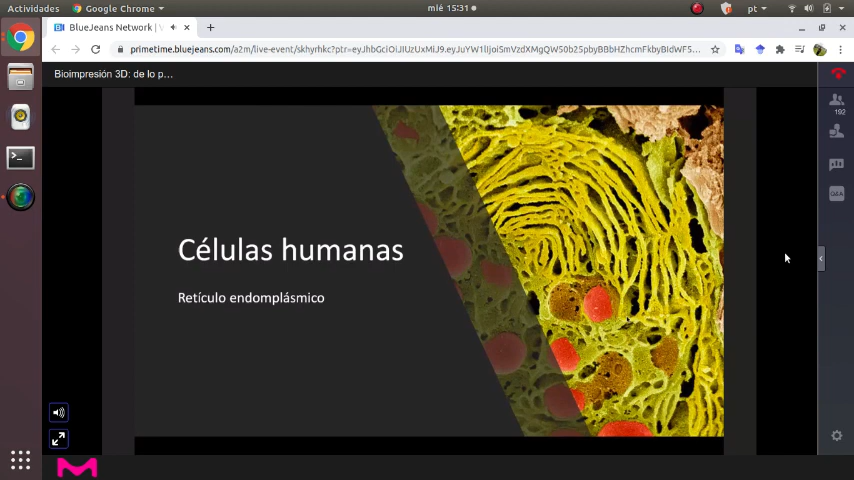 Actividades
Google Chrome
mié 15:31
pt
BlueJeans Network | V
primetime.bluejeans.com/a2m/live-event/skhyrhkc?ptr=eyJhbGciOiJIUzUxMiJ9.eyJuYW1lIjoiSmVzdXMgQW50b25pbyBBbHZhcmFkbyBIdWF5...
Bioimpresión 3D: de lo p...
192
Q&A
Células humanas
Retículo endomplásmico